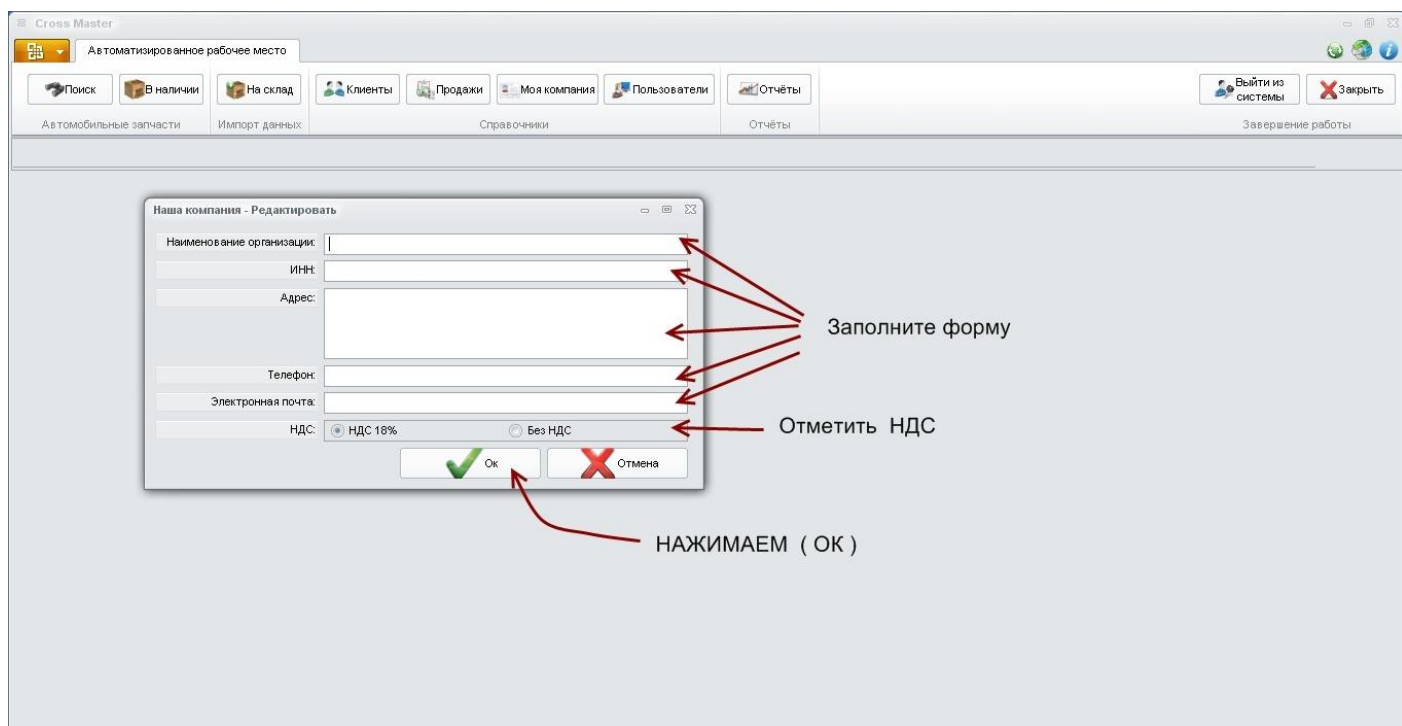 Cross Master
Автоматизированное рабочее место
Поиск В наличии На склад Клиенты Продажи Моя компания Пользователи Отчёты Выйти из системы Закрыть
Автомобильные запчасти Импорт данных Справочники Отчёты Завершение работы
Наша компания - Редактировать
Наименование организации:
ИНН:
Адрес:
Заполните форму
Телефон:
Электронная почта:
НДС: НДС 18% Без НДС Отметить НДС
Ок Отмена
НАЖИМАЕМ ( ОК )